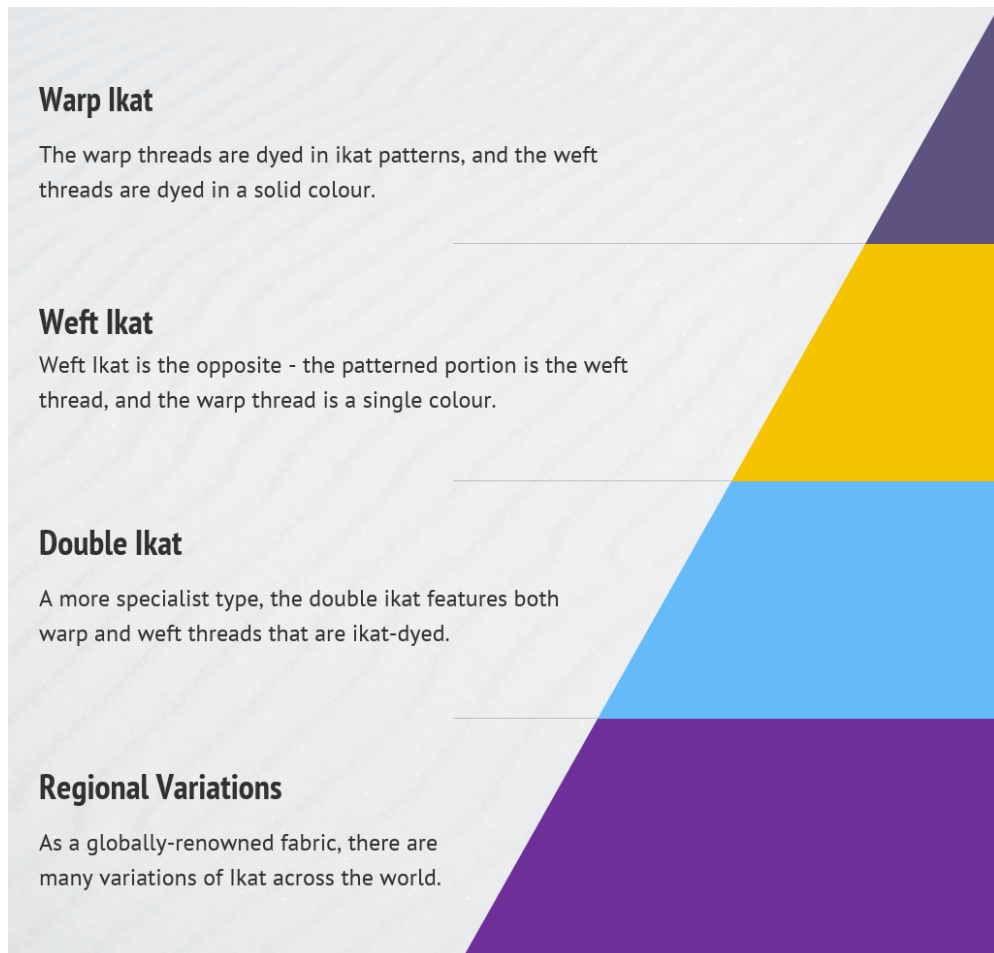 Warp Ikat
The warp threads are dyed in ikat patterns, and the weft
threads are dyed in a solid colour.
Weft Ikat
Weft Ikat is the opposite - the patterned portion is the weft
thread, and the warp thread is a single colour.
Double Ikat
A more specialist type, the double ikat features both
warp and weft threads that are ikat-dyed.
Regional Variations
As a globally-renowned fabric, there are
many variations of Ikat across the world.